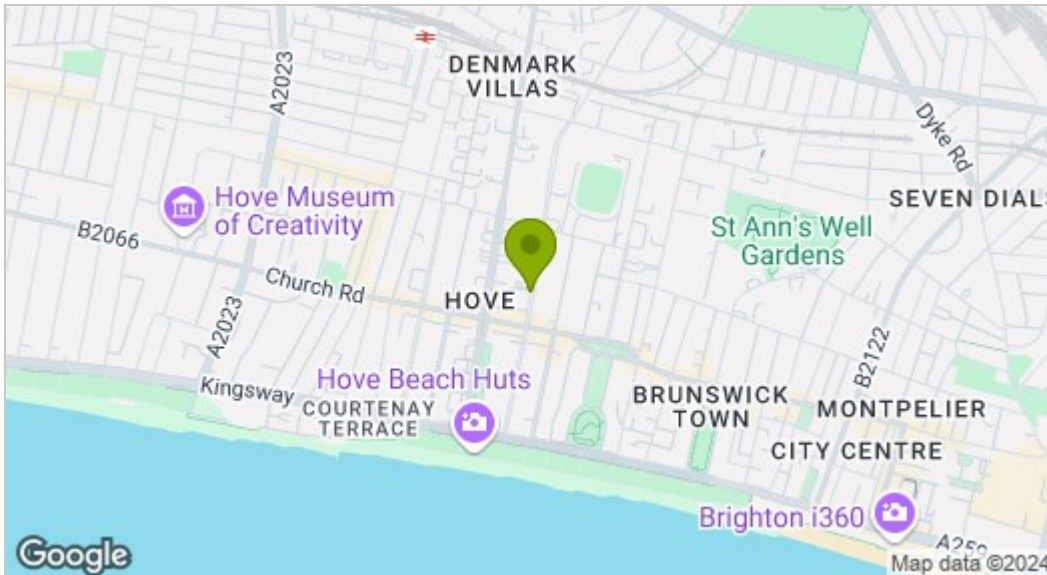 DENMARK
VILLAS
A2023
Dyke Rd
Hove Museum
of Creativity
SEVEN DIALS
St Ann's Well
Gardens
B2066
Church Rd
HOVE
A2023
B2122
Kingsway
Hove Beach Huts
COURTENAY
TERRACE
BRUNSWICK
TOWN
MONTPELIER
CITY CENTRE
Brighton i360
A259
Google
Map data ©2024